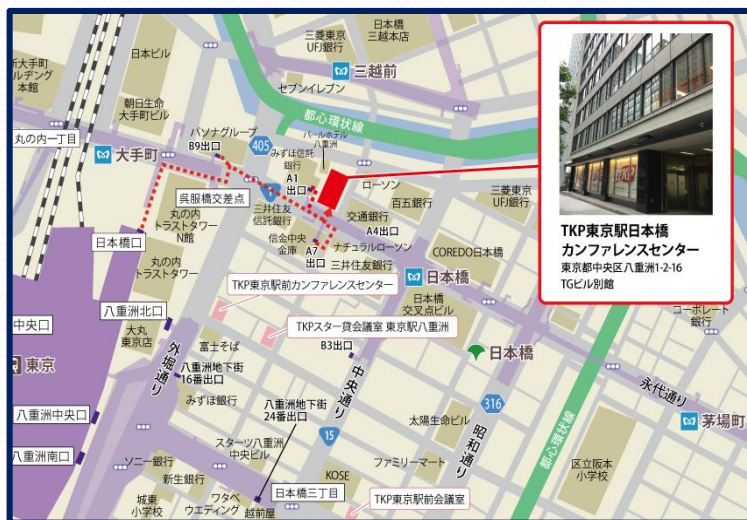 日本橋
三越本店
三菱東京
UFJ銀行
日本ビル
新大手町
ビルヂング
本館
三越前
セブンイレブン
朝日生命
大手町ビル
都心環状線
丸の内一丁目
パソナグループ
B9出口
405
パールホテル
八重洲
みずほ信託
銀行
大手町
A1
出口
ローソン
呉服橋交差点
百五銀行
三菱東京
UFJ銀行
丸の内
トラストタワー
N館
三井住友
信託銀行
交通銀行
A4出口
日本橋口
信金中央
金庫
A7
出口
ナチュラルローソン
COREDO日本橋
丸の内
トラストタワー
三井住友銀行
日本橋
TKP東京駅前カンファレンスセンター
日本橋
交叉点ビル
TKP東京駅日本橋
カンファレンスセンター
東京都中央区八重洲1-2-16
TGビル別館
コーポレート
銀行
八重洲北口
中央口
大丸
東京店
TKPスター貸会議室 東京駅八重洲
富士そば
B3出口
日本橋
東京
外堀通り
八重洲地下街
16番出口
中央通り
永代通り
みずほ銀行
八重洲地下街
24番出口
316
茅場町
八重洲中央口
太陽生命ビル
昭和通り
15
スターツ八重洲
中央ビル
八重洲南口
ソニー銀行
ファミリーマート
都心環状線
区立阪本
小学校
新生銀行
KOSE
日本橋三丁目
城東
小学校
ワタベ
ウエディング
越前屋
TKP東京駅前会議室